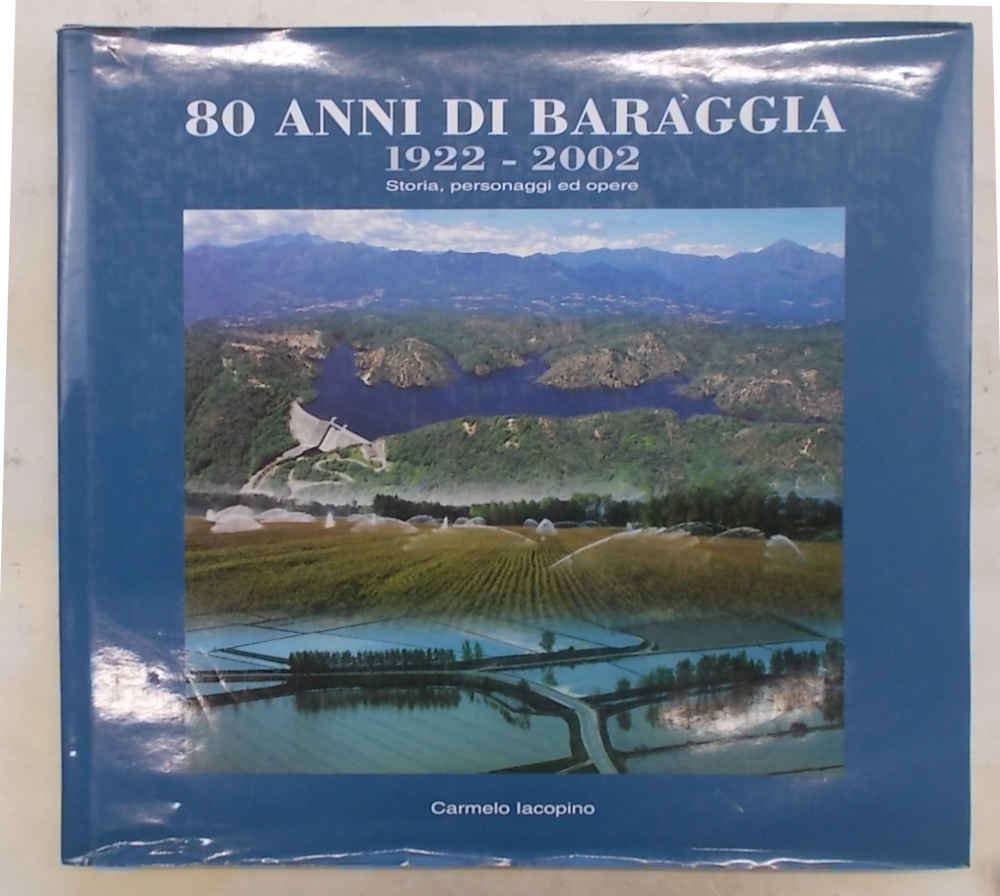 80 ANNI DI BARAGGIA
1922 - 2002
Storia, personaggi ed opere
Carmelo Iacopino